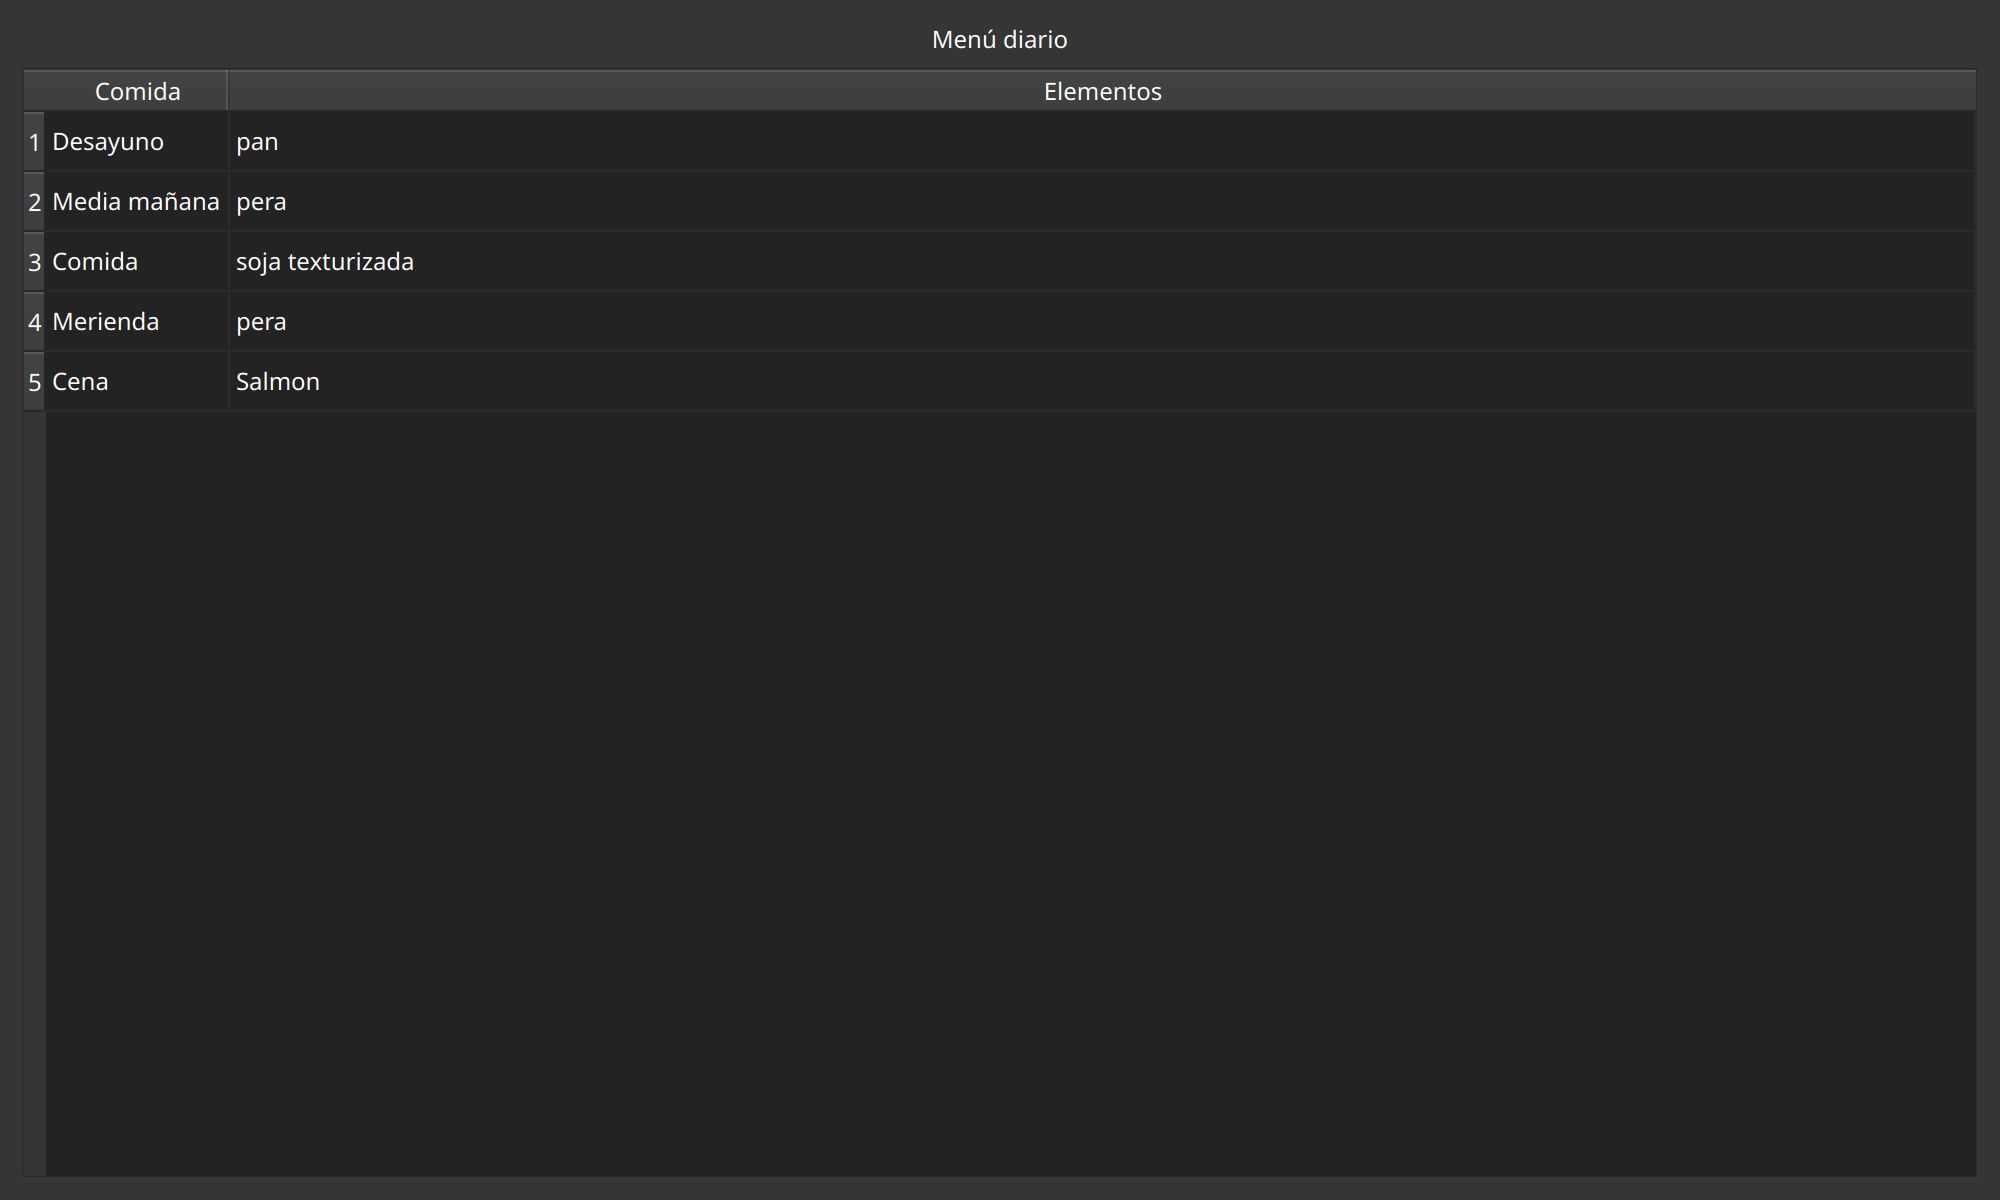 Menú diario
Comida Elementos
1 Desayuno pan
2 Media mañana pera
3 Comida soja texturizada
4 Merienda pera
5 Cena Salmon